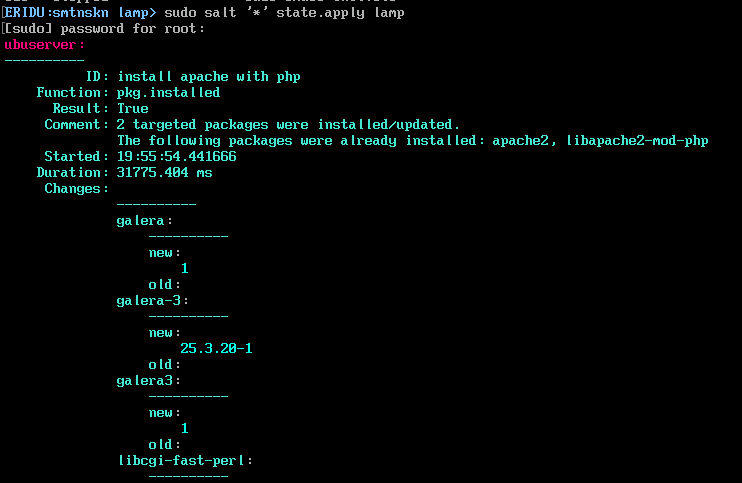 [ERIDU:smtnskn lamp> sudo salt '*' state.apply lamp
[sudo] password for root:
ubuserver:
----------
ID: install apache with php
Function: pkg.installed
Result: True
Comment: 2 targeted packages were installed/updated.
The following packages were already installed: apache2, libapache2-mod-php
Started: 19:55:54.441666
Duration: 31775.404 ms
Changes:
----------
galera:
----------
new:
1
old:
galera-3:
----------
new:
25.3.20-1
old:
galera3:
----------
new:
1
old:
libcgi-fast-perl:
----------